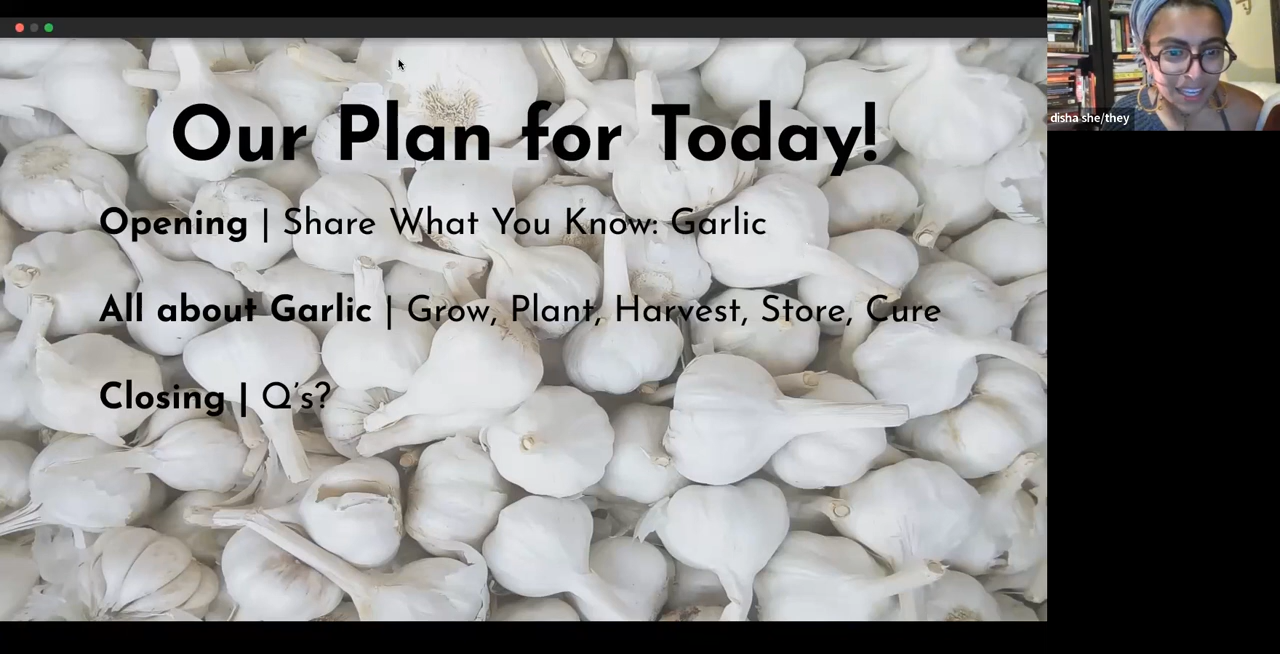 Our Plan for Today!
Opening | Share What You Know: Garlic
All about Garlic | Grow, Plant, Harvest, Store, Cure
Closing | Q's?
disha she/they